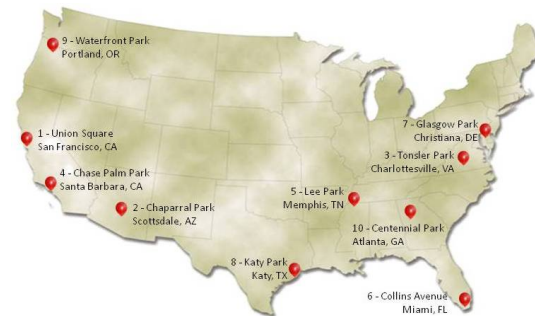 9 - Waterfront Park
Portland, OR
7 - Glasgow Park
Christiana, DE
1 - Union Square
San Francisco, CA
3 - Tonsler Park
Charlottesville, VA
4 - Chase Palm Park
Santa Barbara, CA
5 - Lee Park
Memphis, TN
2 - Chaparral Park
Scottsdale, AZ
10 - Centennial Park
Atlanta, GA
8 - Katy Park
Katy, TX
6 - Collins Avenue
Miami, FL